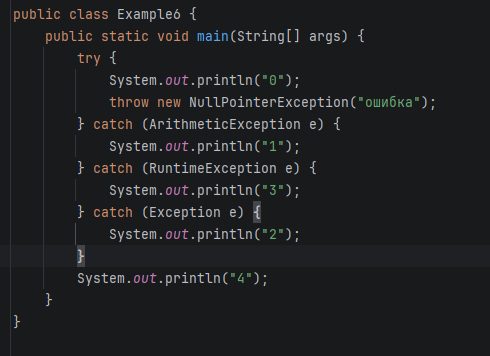 public class Example6 {
    public static void main(String[] args) {
        try {
            System.out.println("0");
            throw new NullPointerException("ошибка");
        } catch (ArithmeticException e) {
            System.out.println("1");
        } catch (RuntimeException e) {
            System.out.println("3");
        } catch (Exception e) {
            System.out.println("2");
        }
        System.out.println("4");
    }
}